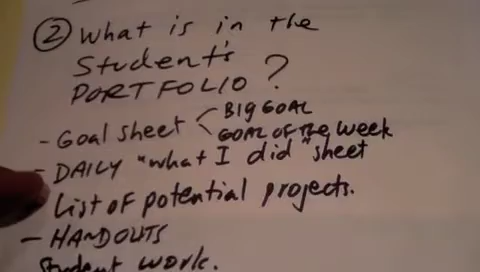 ② What is in the
Student's
PORTFOLIO?
- Goal sheet < BIG GOAL
GOAL OF THE WEEK
- DAILY "what I did" sheet
List of potential projects.
- HANDOUTS
Student work.